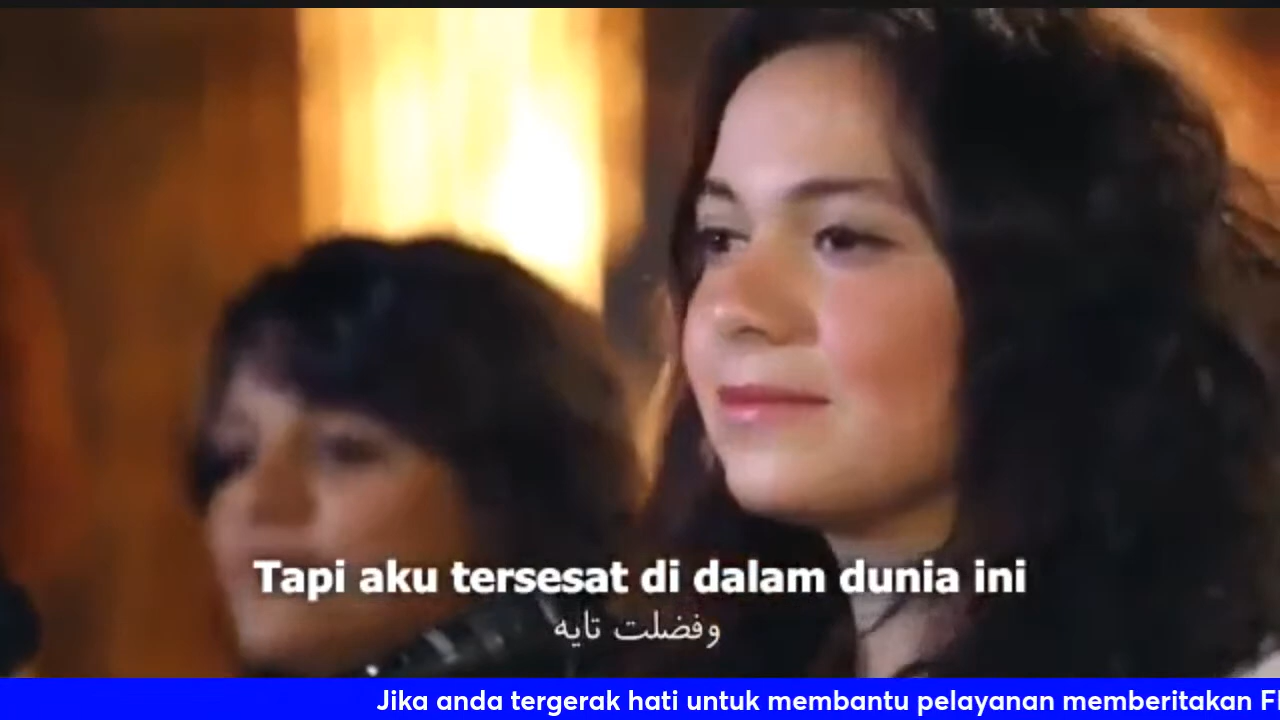 Tapi aku tersesat di dalam dunia ini
وفضلت تايه
Jika anda tergerak hati untuk membantu pelayanan memberitakan